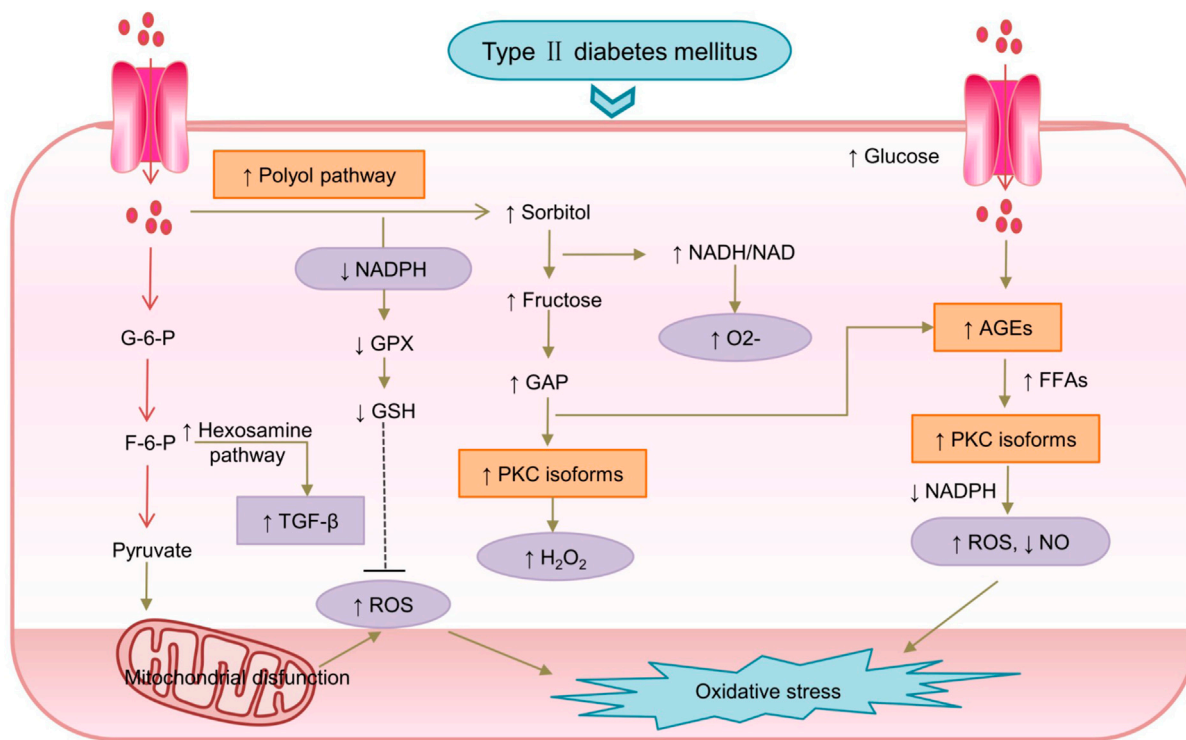 Type Ⅱ diabetes mellitus
↑ Glucose
↑ Polyol pathway
↑ Sorbitol
↓ NADPH
↑ NADH/NAD
↑ Fructose
↑ O2-
↑ AGEs
G-6-P
↓ GPX
↑ GAP
↑ FFAs
↓ GSH
F-6-P
↑ Hexosamine
pathway
↑ PKC isoforms
↑ PKC isoforms
↓ NADPH
↑ TGF-β
Pyruvate
↑ H₂O₂
↑ ROS, ↓ NO
↑ ROS
Mitochondrial disfunction
Oxidative stress